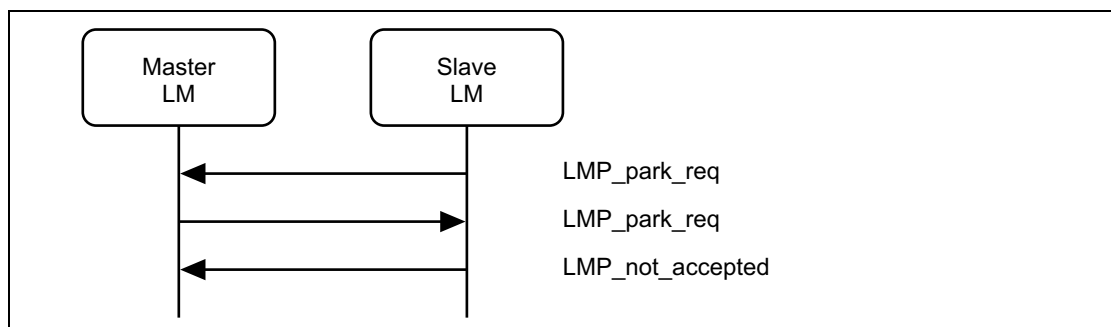 Master
LM
Slave
LM
LMP_park_req
LMP_park_req
LMP_not_accepted